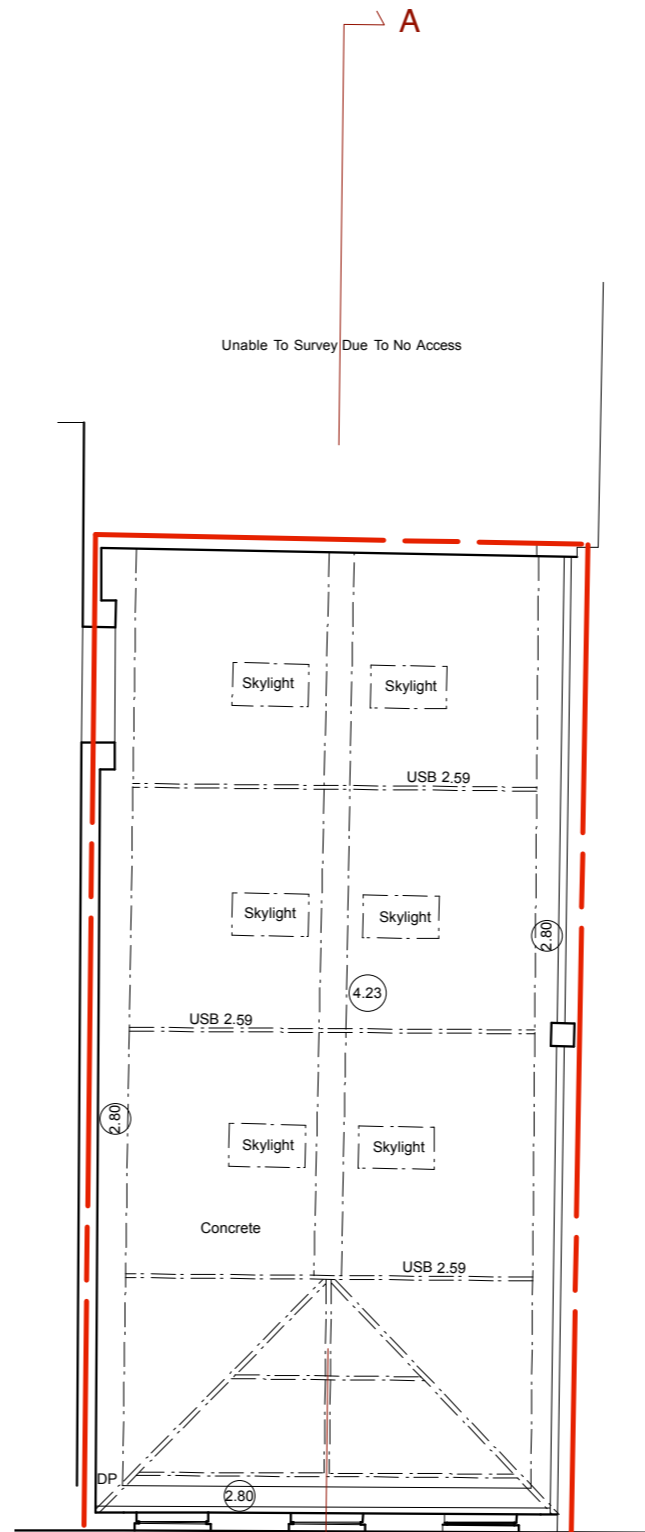 A
Unable To Survey Due To No Access
Skylight
Skylight
USB 2.59
Skylight
Skylight
2.80
4.23
USB 2.59
2.80
Skylight
Skylight
Concrete
USB 2.59
DP
2.80